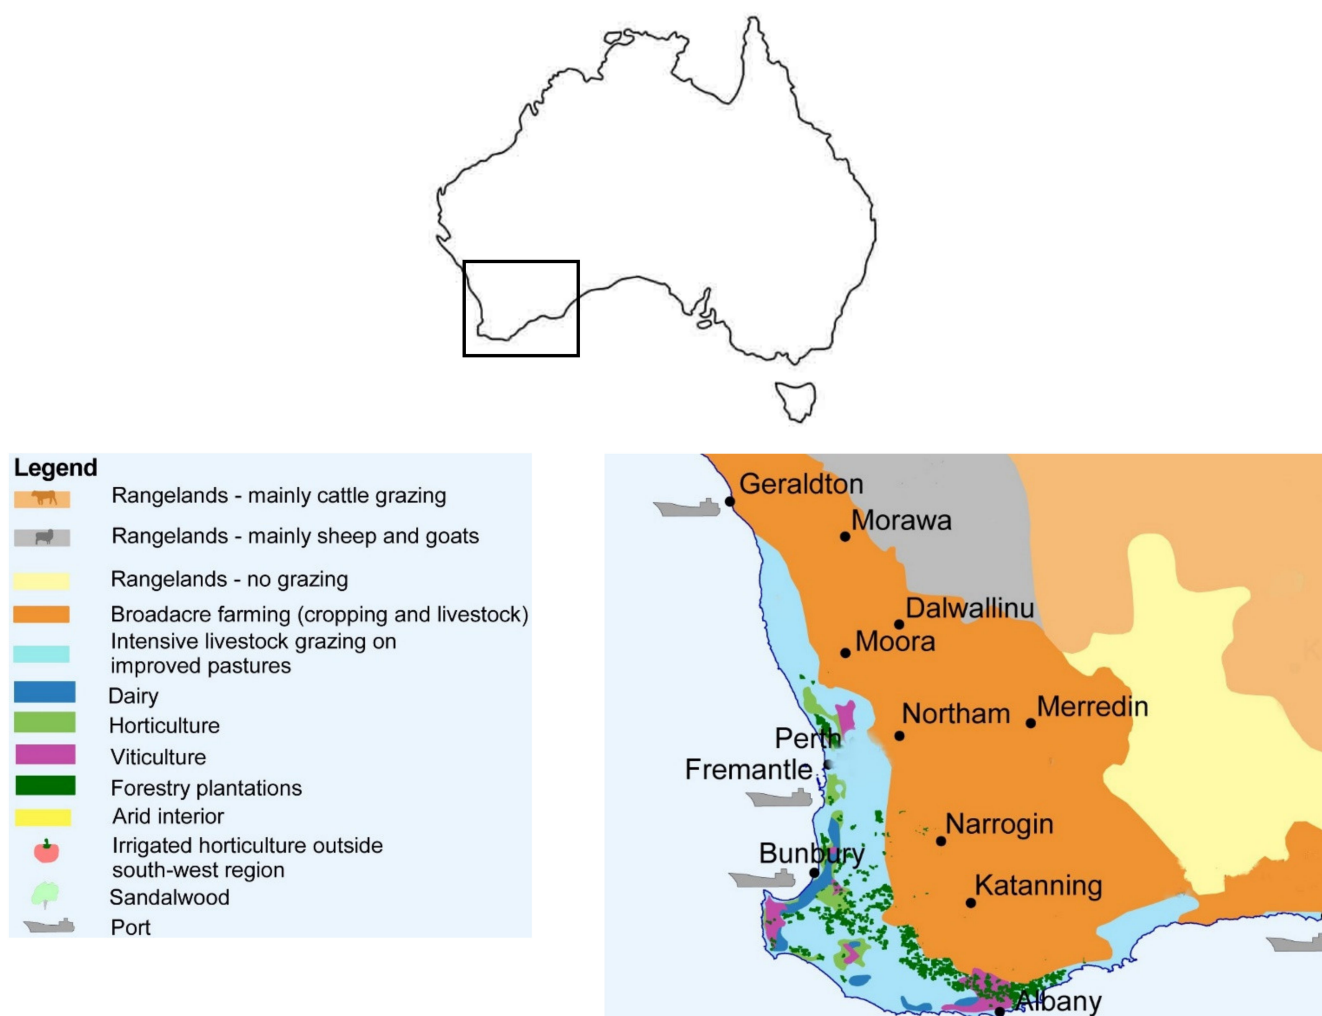 Legend
Rangelands - mainly cattle grazing
Rangelands - mainly sheep and goats
Rangelands - no grazing
Broadacre farming (cropping and livestock)
Intensive livestock grazing on
improved pastures
Dairy
Horticulture
Viticulture
Forestry plantations
Arid interior
Irrigated horticulture outside
south-west region
Sandalwood
Port
Geraldton
Morawa
Dalwallinu
Moora
Northam
Merredin
Perth
Fremantle
Narrogin
Bunbury
Katanning
Albany